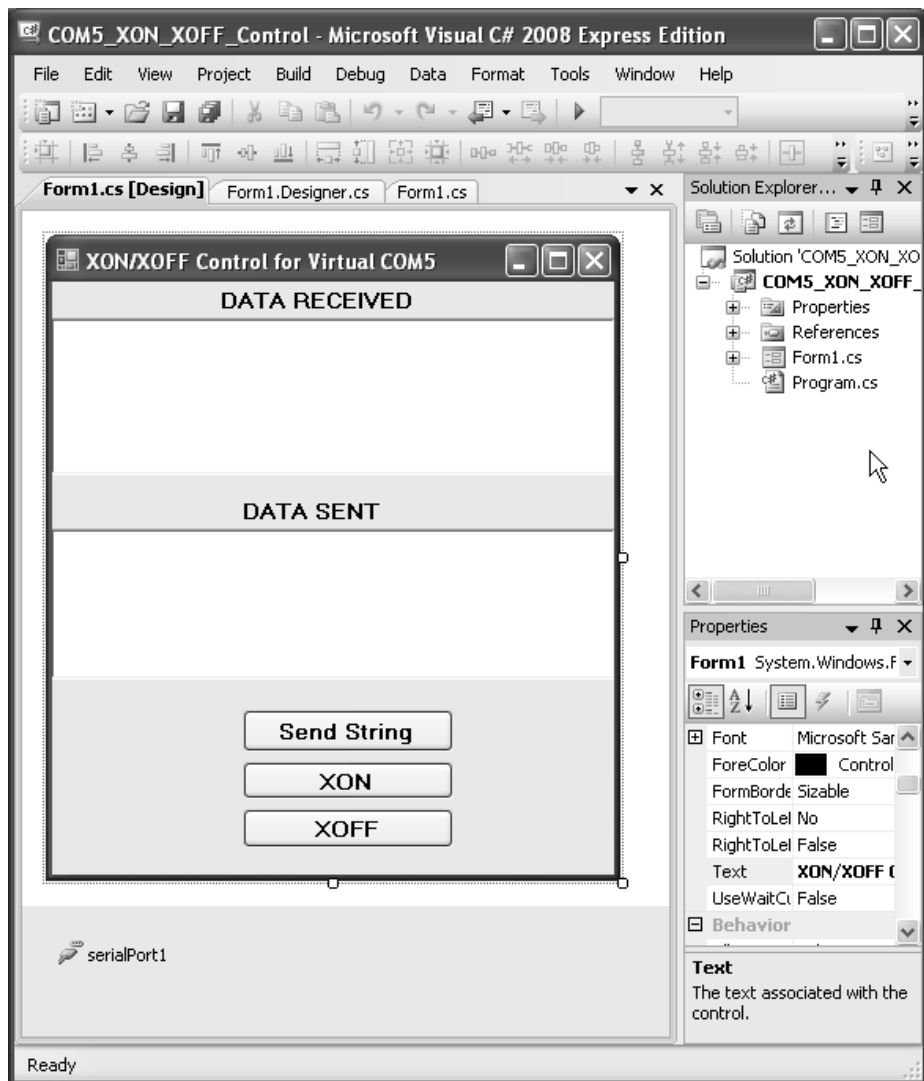 COM5_XON_XOFF_Control - Microsoft Visual C# 2008 Express Edition
File Edit View Project Build Debug Data Format Tools Window Help
Form1.cs [Design] Form1.Designer.cs Form1.cs
XON/XOFF Control for Virtual COM5
DATA RECEIVED
DATA SENT
Send String
XON
XOFF
serialPort1
Solution Explorer...
Solution 'COM5_XON_XO
COM5_XON_XOFF_
Properties
References
Form1.cs
Program.cs
Properties
Form1 System.Windows.F
Font Microsoft Sar
ForeColor Control
FormBorde Sizable
RightToLef No
RightToLef False
Text XON/XOFF C
UseWaitCu False
Behavior
Text
The text associated with the
control.
Ready